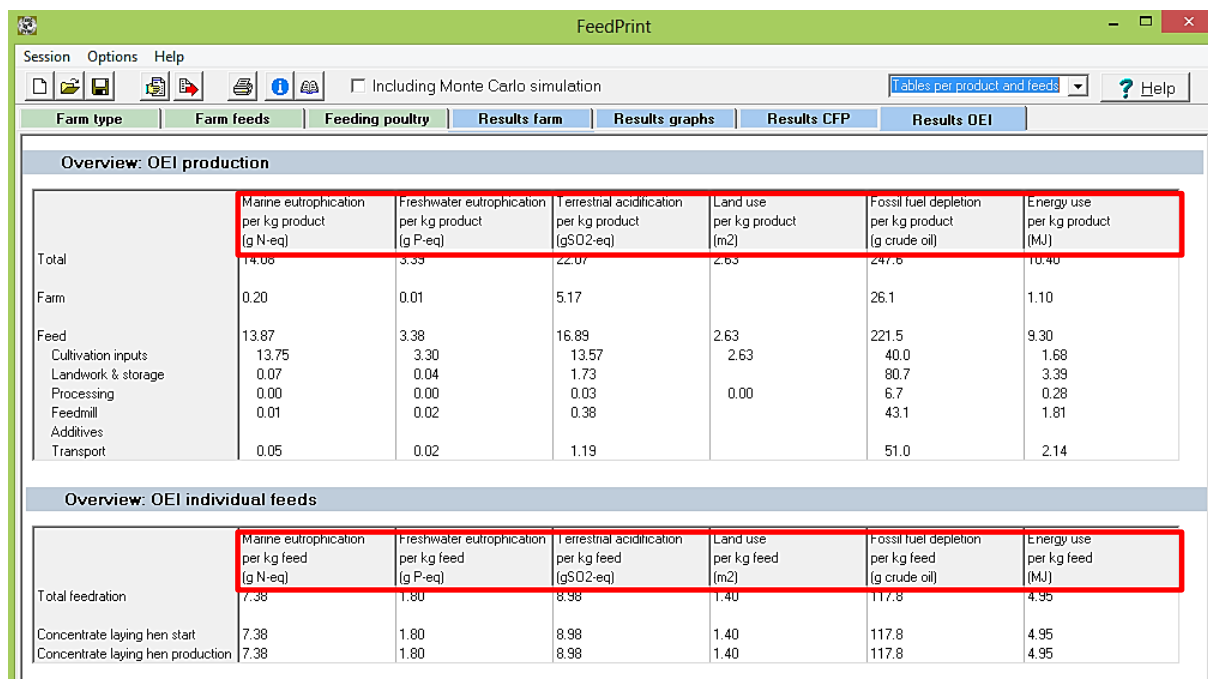 FeedPrint
Session Options Help
Including Monte Carlo simulation Tables per product and feeds ? Help
Farm type Farm feeds Feeding poultry Results farm Results graphs Results CFP Results OEI
Overview: OEI production
Marine eutrophication Freshwater eutrophication Terrestrial acidification Land use Fossil fuel depletion Energy use
per kg product per kg product per kg product per kg product per kg product per kg product
(g N-eq) (g P-eq) (gSO2-eq) (m2) (g crude oil) (MJ)
Total 14.08 3.39 22.07 2.63 247.6 10.40
Farm 0.20 0.01 5.17 26.1 1.10
Feed 13.87 3.38 16.89 2.63 221.5 9.30
Cultivation inputs 13.75 3.30 13.57 2.63 40.0 1.68
Landwork & storage 0.07 0.04 1.73 80.7 3.39
Processing 0.00 0.00 0.03 0.00 6.7 0.28
Feedmill 0.01 0.02 0.38 43.1 1.81
Additives
Transport 0.05 0.02 1.19 51.0 2.14
Overview: OEI individual feeds
Marine eutrophication Freshwater eutrophication Terrestrial acidification Land use Fossil fuel depletion Energy use
per kg feed per kg feed per kg feed per kg feed per kg feed per kg feed
(g N-eq) (g P-eq) (gSO2-eq) (m2) (g crude oil) (MJ)
Total feedration 7.38 1.80 8.98 1.40 117.8 4.95
Concentrate laying hen start 7.38 1.80 8.98 1.40 117.8 4.95
Concentrate laying hen production 7.38 1.80 8.98 1.40 117.8 4.95